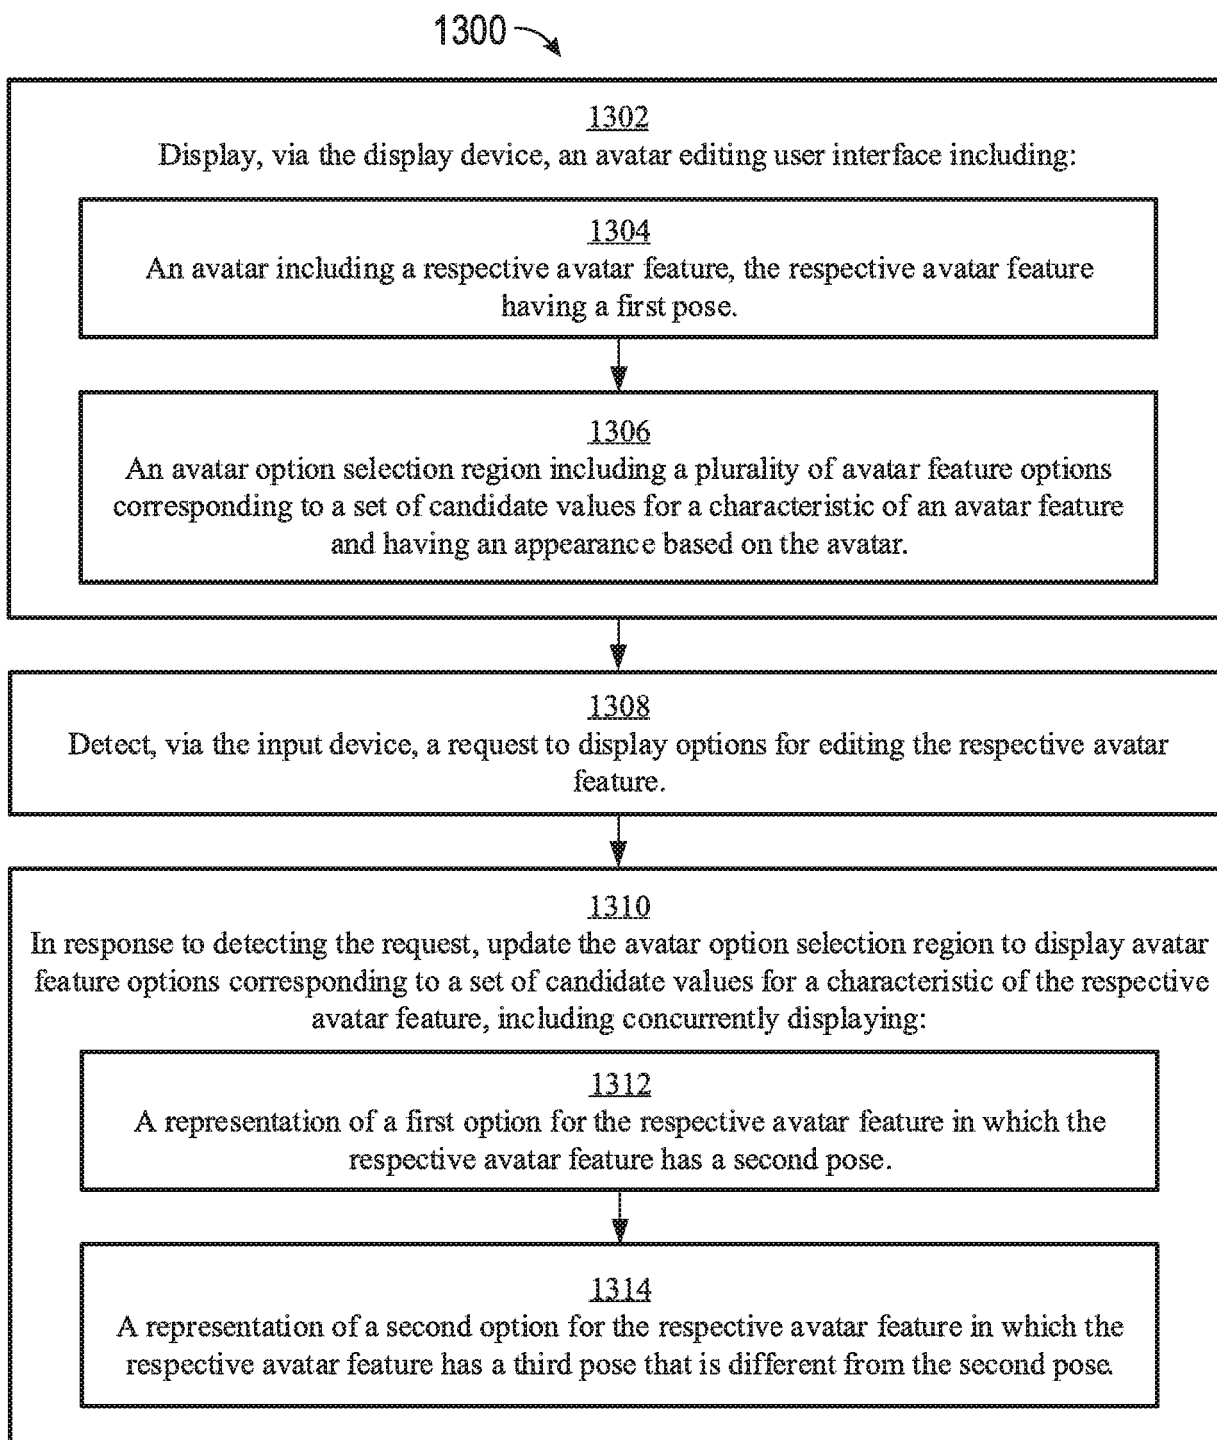 1300
1302
Display, via the display device, an avatar editing user interface including:
1304
An avatar including a respective avatar feature, the respective avatar feature
having a first pose.
1306
An avatar option selection region including a plurality of avatar feature options
corresponding to a set of candidate values for a characteristic of an avatar feature
and having an appearance based on the avatar.
1308
Detect, via the input device, a request to display options for editing the respective avatar
feature.
1310
In response to detecting the request, update the avatar option selection region to display avatar
feature options corresponding to a set of candidate values for a characteristic of the respective
avatar feature, including concurrently displaying:
1312
A representation of a first option for the respective avatar feature in which the
respective avatar feature has a second pose.
1314
A representation of a second option for the respective avatar feature in which the
respective avatar feature has a third pose that is different from the second pose.